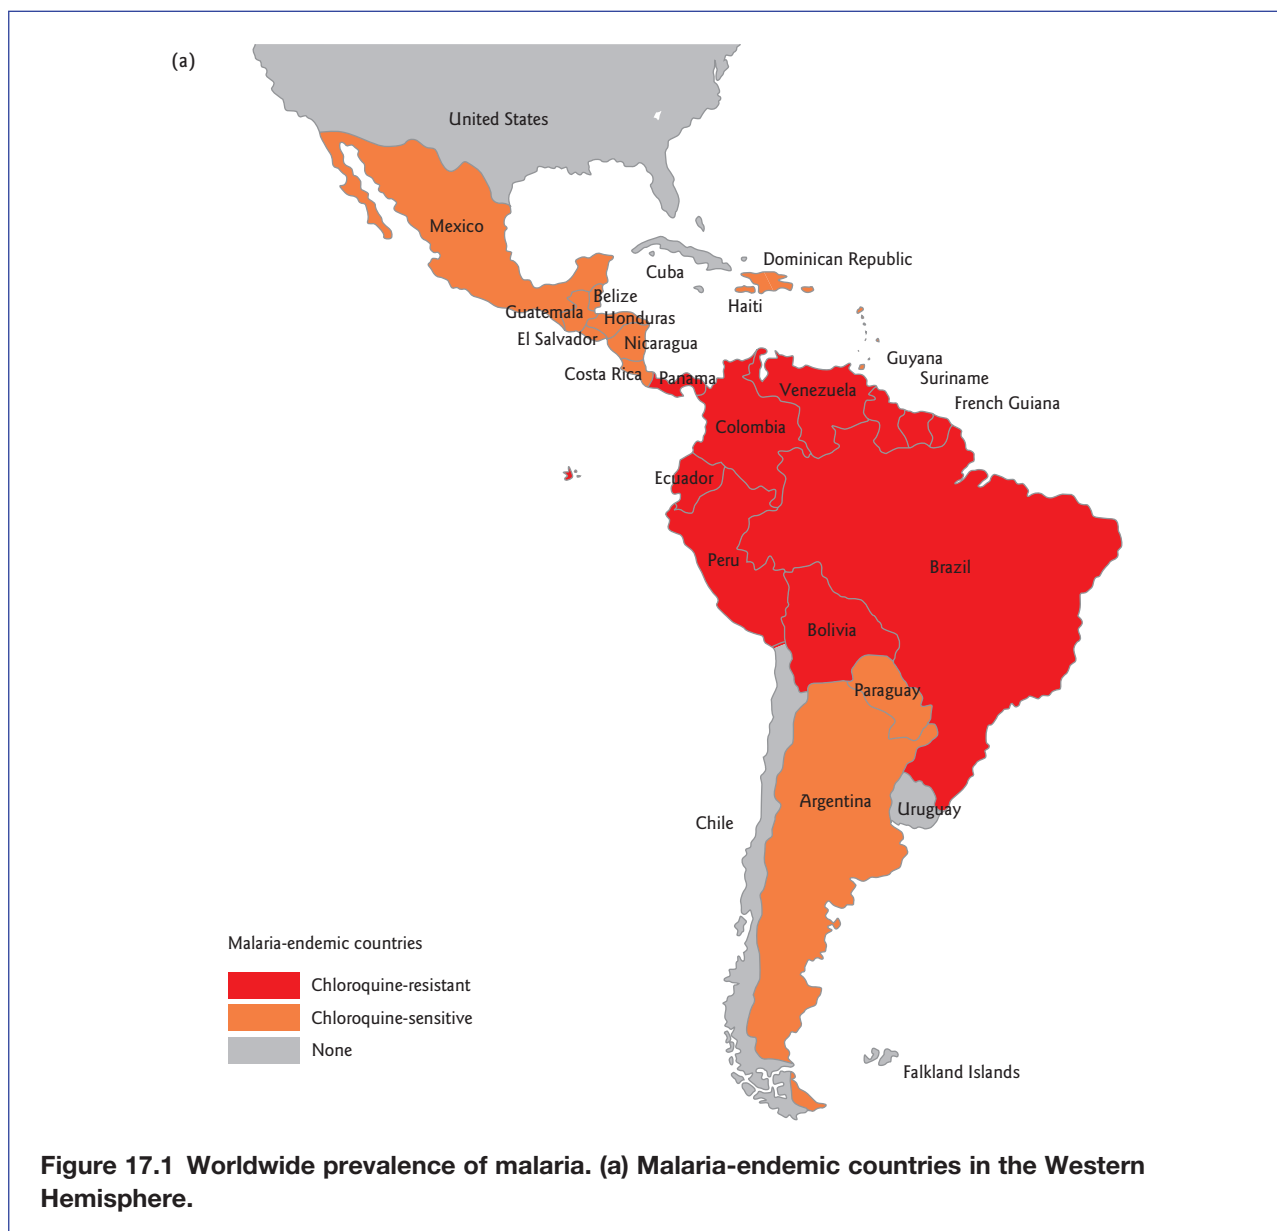 (a)
United States
Mexico
Cuba
Dominican Republic
Haiti
Belize
Guatemala
Honduras
El Salvador
Nicaragua
Costa Rica
Panama
Guyana
Suriname
French Guiana
Venezuela
Colombia
Ecuador
Peru
Brazil
Bolivia
Paraguay
Argentina
Uruguay
Chile
Malaria-endemic countries
Chloroquine-resistant
Chloroquine-sensitive
None
Falkland Islands
Figure 17.1 Worldwide prevalence of malaria. (a) Malaria-endemic countries in the Western
Hemisphere.